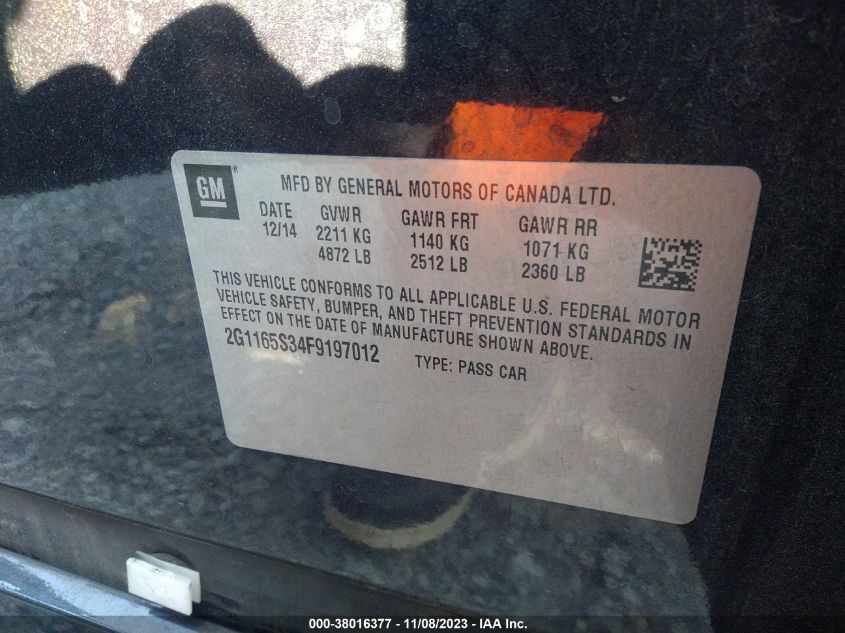 GM
MFD BY GENERAL MOTORS OF CANADA LTD.
DATE GVWR GAWR FRT GAWR RR
12/14 2211 KG 1140 KG 1071 KG
4872 LB 2512 LB 2360 LB
THIS VEHICLE CONFORMS TO ALL APPLICABLE U.S. FEDERAL MOTOR
VEHICLE SAFETY, BUMPER, AND THEFT PREVENTION STANDARDS IN
EFFECT ON THE DATE OF MANUFACTURE SHOWN ABOVE.
2G1165S34F9197012 TYPE: PASS CAR
000-38016377 - 11/08/2023 - IAA Inc.